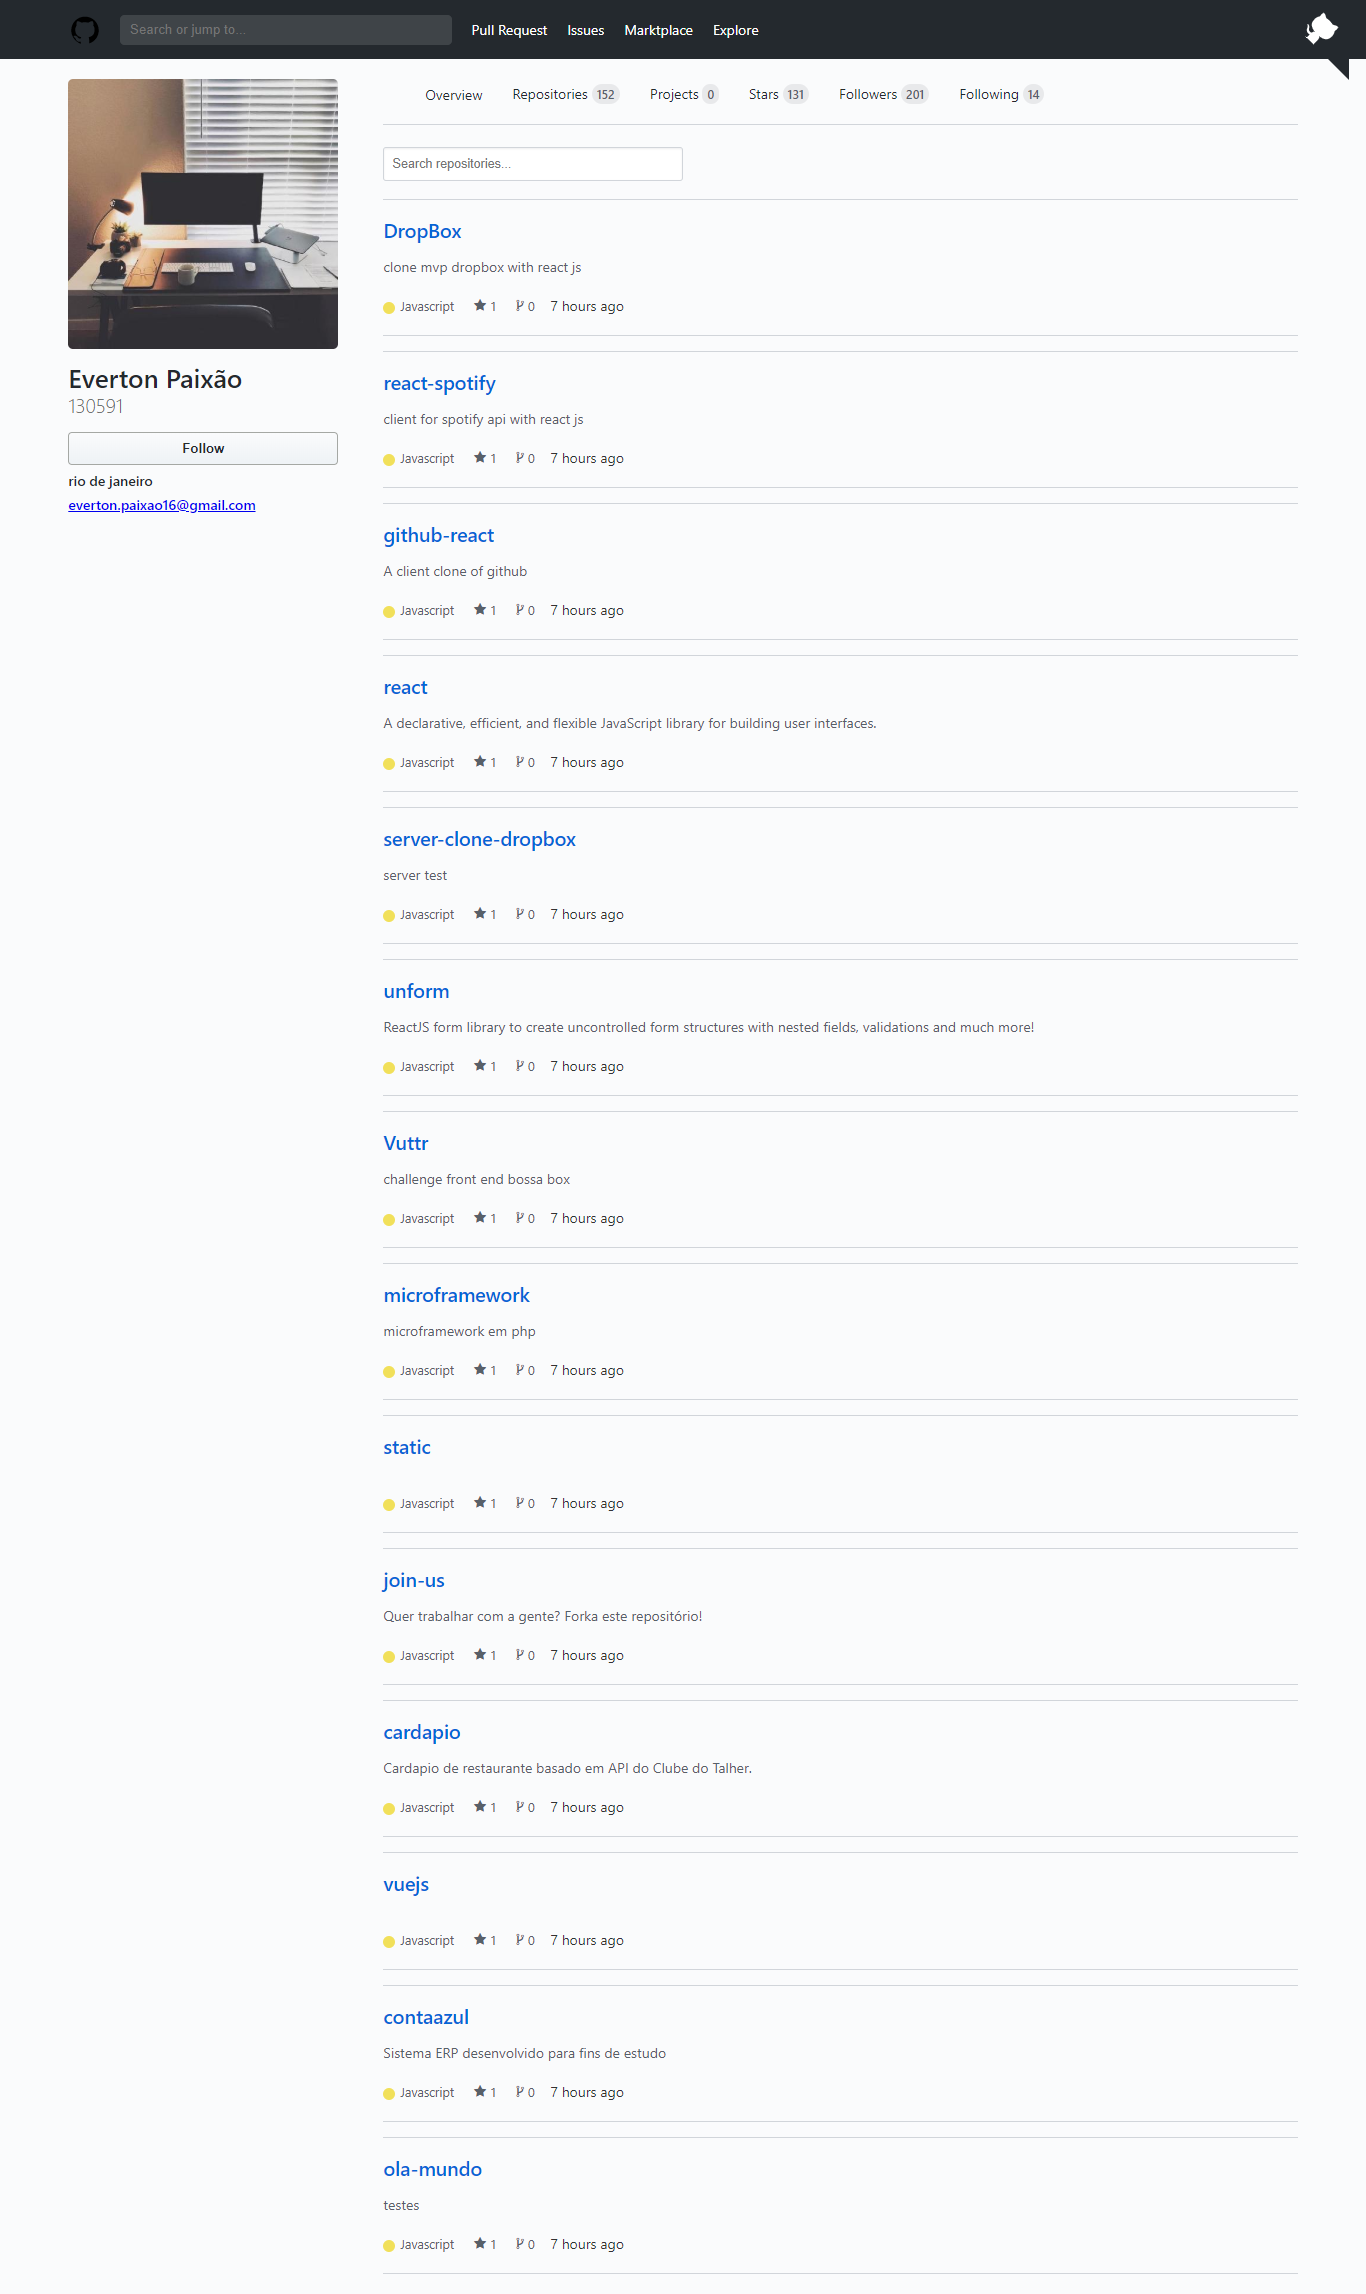 Search or jump to...
Pull Request Issues Marktplace Explore
Overview Repositories 152 Projects 0 Stars 131 Followers 201 Following 14
Search repositories...
Everton Paixão
130591
Follow
rio de janeiro
everton.paixao16@gmail.com
DropBox
clone mvp dropbox with react js
Javascript 1 0 7 hours ago
react-spotify
client for spotify api with react js
Javascript 1 0 7 hours ago
github-react
A client clone of github
Javascript 1 0 7 hours ago
react
A declarative, efficient, and flexible JavaScript library for building user interfaces.
Javascript 1 0 7 hours ago
server-clone-dropbox
server test
Javascript 1 0 7 hours ago
unform
ReactJS form library to create uncontrolled form structures with nested fields, validations and much more!
Javascript 1 0 7 hours ago
Vuttr
challenge front end bossa box
Javascript 1 0 7 hours ago
microframework
microframework em php
Javascript 1 0 7 hours ago
static
Javascript 1 0 7 hours ago
join-us
Quer trabalhar com a gente? Forka este repositório!
Javascript 1 0 7 hours ago
cardapio
Cardapio de restaurante basado em API do Clube do Talher.
Javascript 1 0 7 hours ago
vuejs
Javascript 1 0 7 hours ago
contaazul
Sistema ERP desenvolvido para fins de estudo
Javascript 1 0 7 hours ago
ola-mundo
testes
Javascript 1 0 7 hours ago